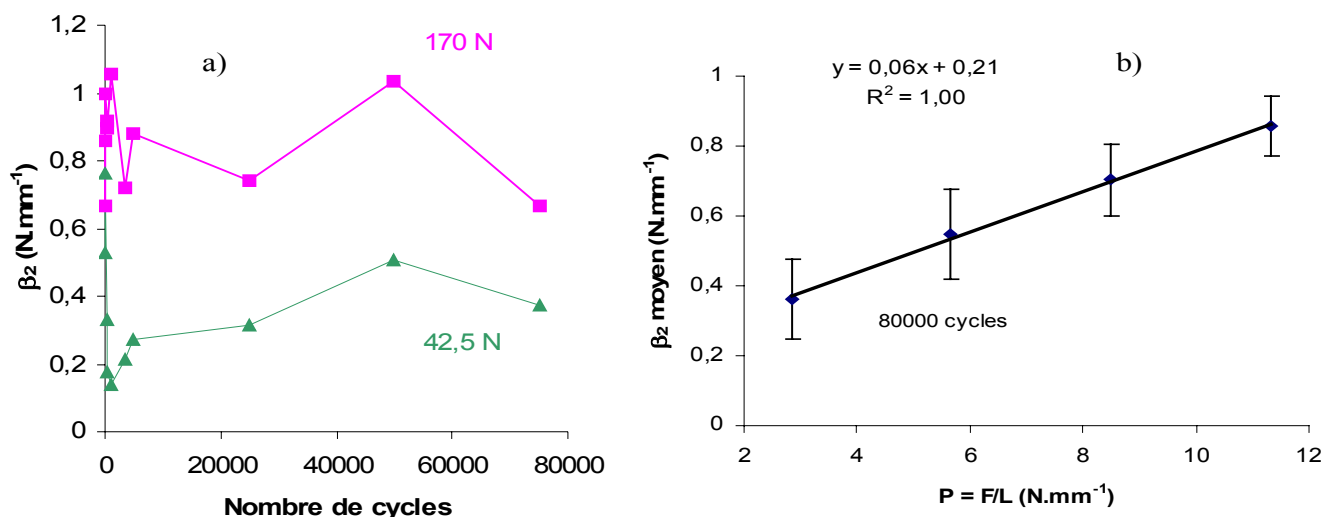 1,2
1
0,8
0,6
0,4
0,2
0
β₂ (N.mm⁻¹)
a)
170 N
42,5 N
0 20000 40000 60000 80000
Nombre de cycles
1
0,8
0,6
0,4
0,2
0
β₂ moyen (N.mm⁻¹)
y = 0,06x + 0,21
R² = 1,00
b)
80000 cycles
2 4 6 8 10 12
P = F/L (N.mm⁻¹)